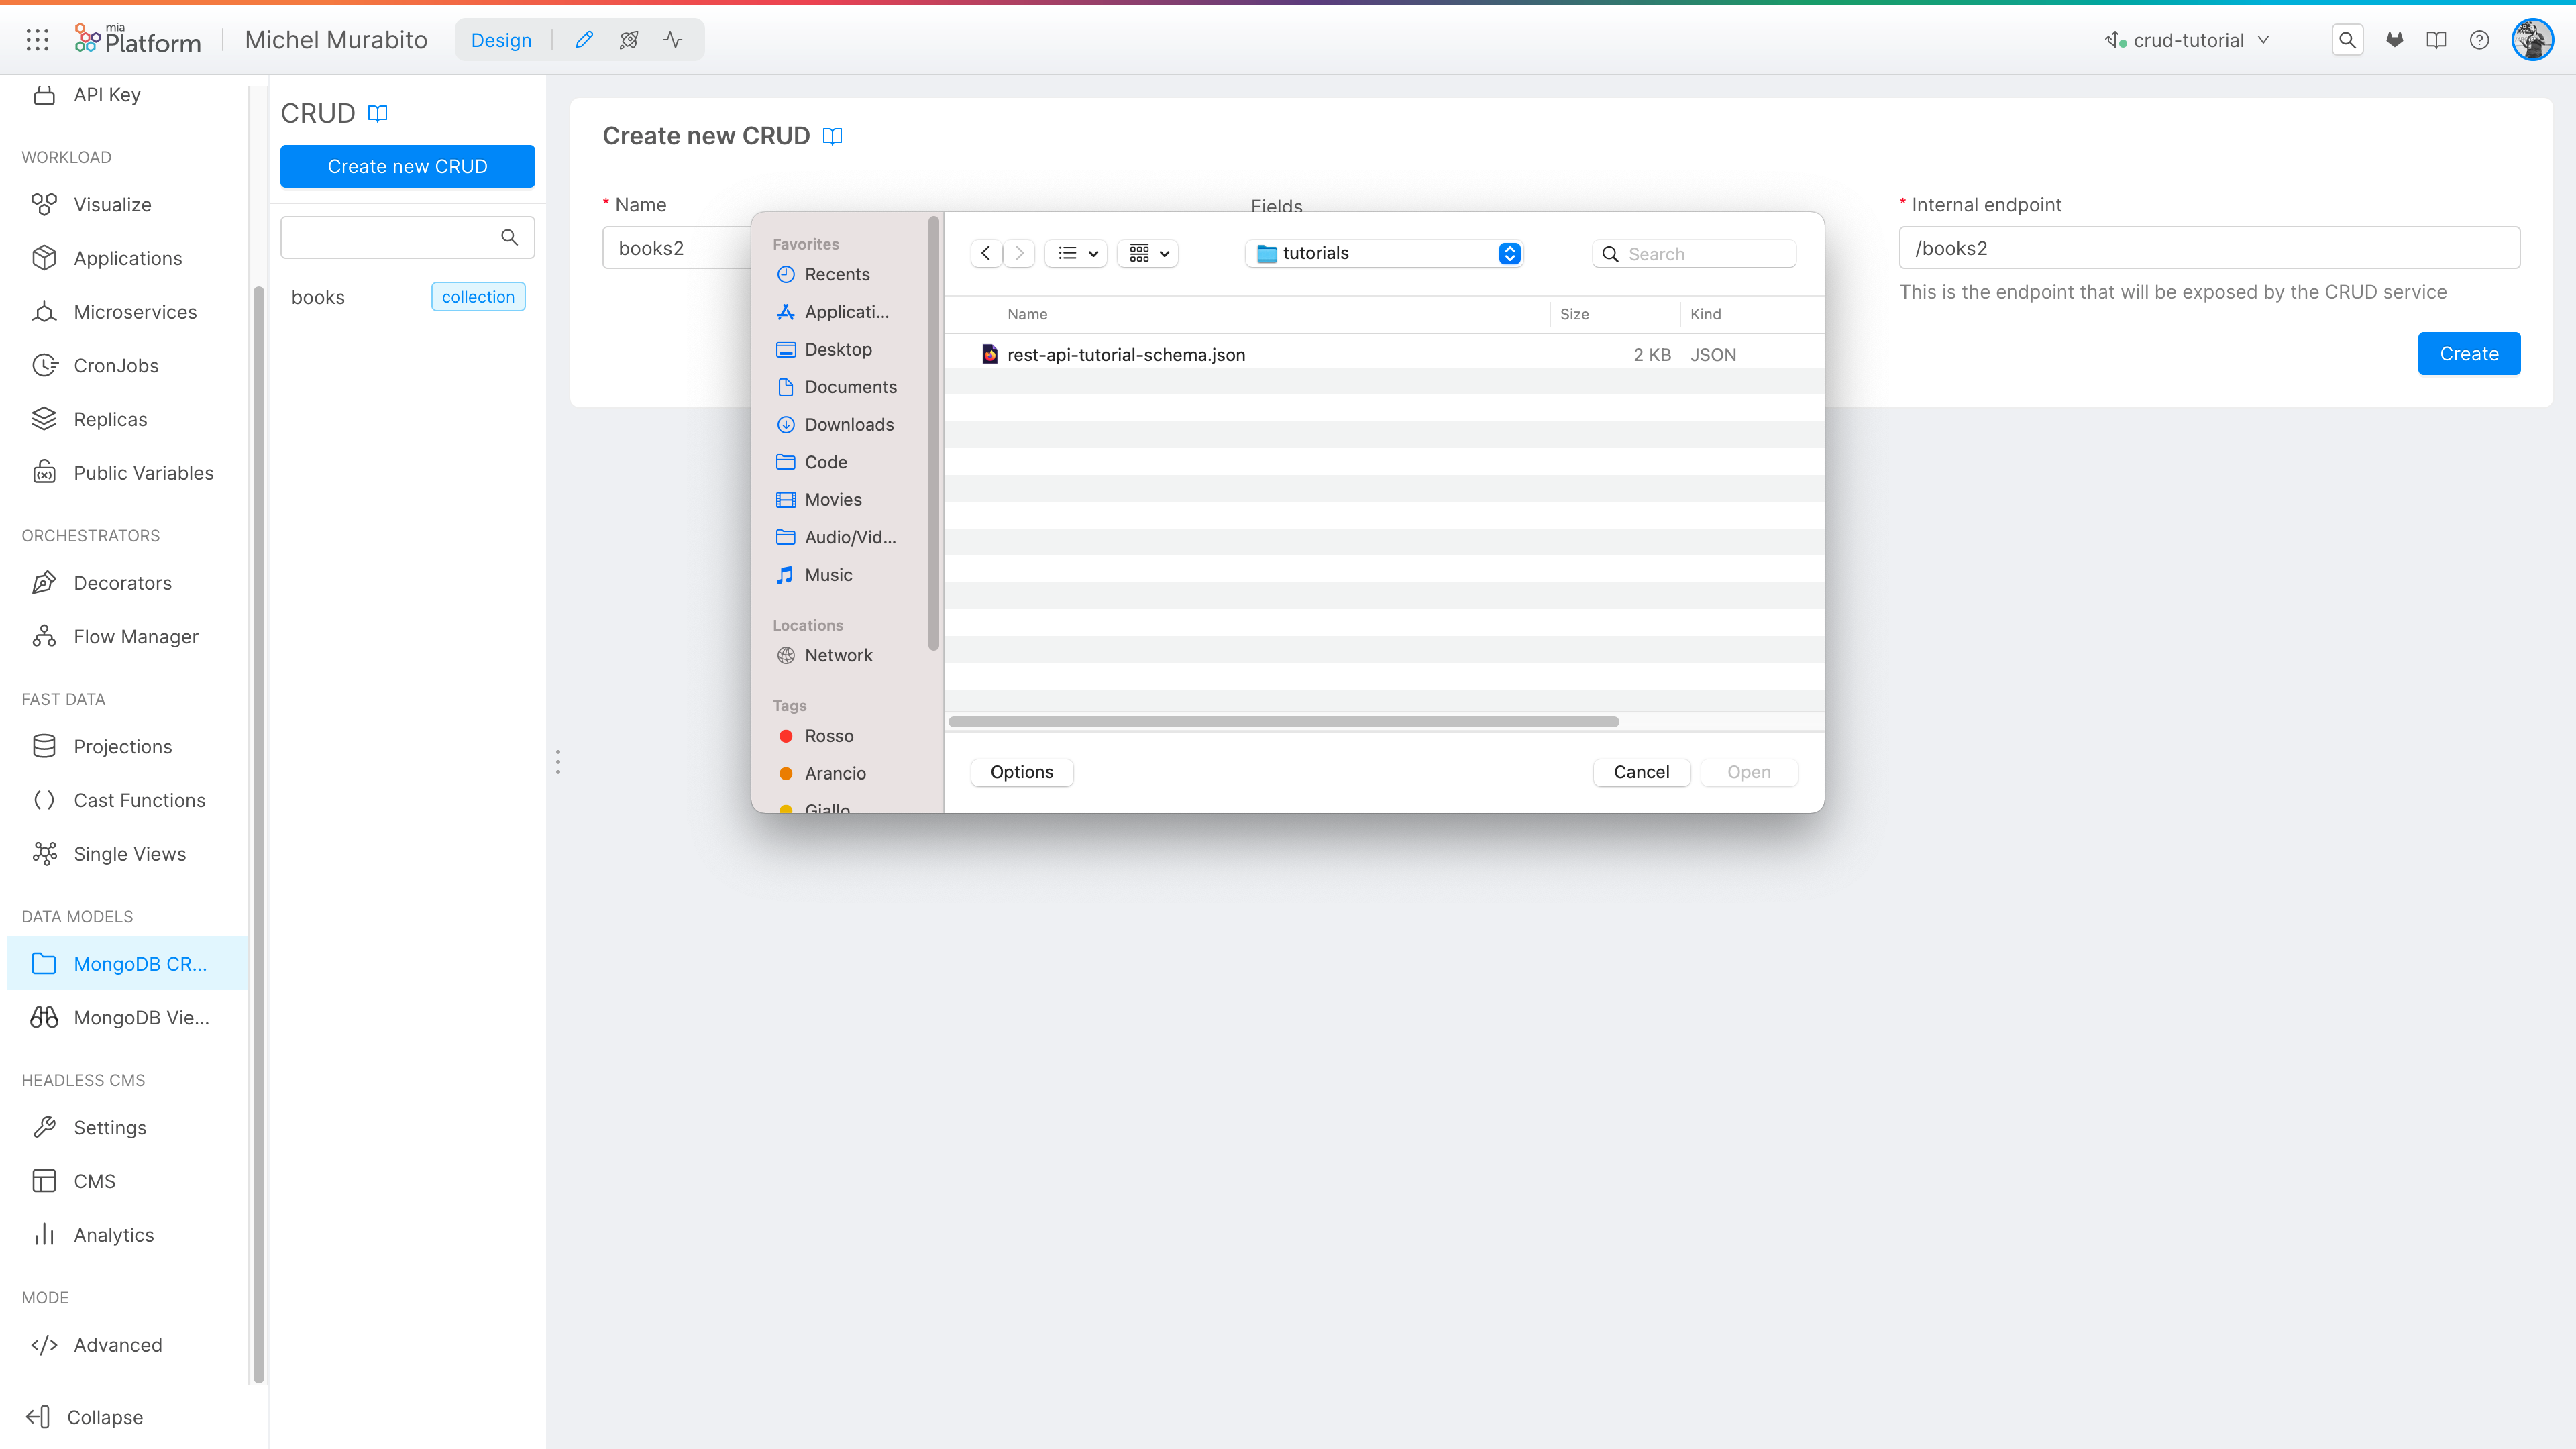 mia
Platform
Michel Murabito
Design
crud-tutorial
API Key
WORKLOAD
Visualize
Applications
Microservices
CronJobs
Replicas
(x)
Public Variables
ORCHESTRATORS
Decorators
Flow Manager
FAST DATA
Projections
Cast Functions
Single Views
DATA MODELS
MongoDB CR...
MongoDB Vie...
HEADLESS CMS
Settings
CMS
Analytics
MODE
Advanced
Collapse
CRUD
Create new CRUD
books
collection
Create new CRUD
* Name
books2
Fields
* Internal endpoint
/books2
This is the endpoint that will be exposed by the CRUD service
Create
Favorites
Recents
Applicati...
Desktop
Documents
Downloads
Code
Movies
Audio/Vid...
Music
Locations
Network
Tags
Rosso
Arancio
Giallo
tutorials
Search
Name
Size
Kind
rest-api-tutorial-schema.json
2 KB
JSON
Options
Cancel
Open